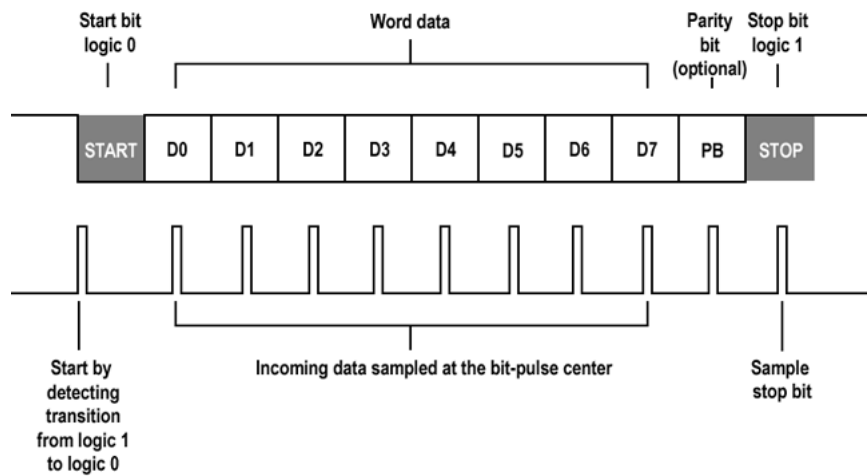 Start bit
logic 0
Word data
Parity
bit
(optional)
Stop bit
logic 1
START
D0
D1
D2
D3
D4
D5
D6
D7
PB
STOP
Start by
detecting
transition
from logic 1
to logic 0
Incoming data sampled at the bit-pulse center
Sample
stop bit